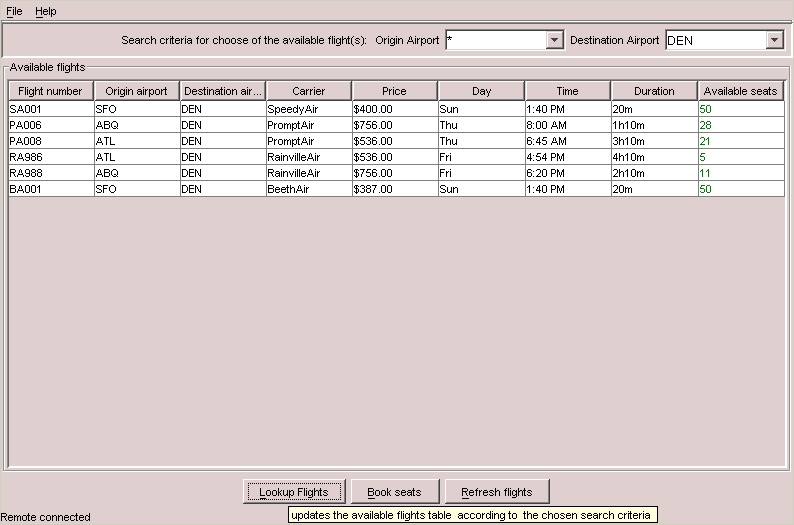 File Help
Search criteria for choose of the available flight(s): Origin Airport * Destination Airport DEN
Available flights
Flight number Origin airport Destination air... Carrier Price Day Time Duration Available seats
SA001 SFO DEN SpeedyAir $400.00 Sun 1:40 PM 20m 50
PA006 ABQ DEN PromptAir $756.00 Thu 8:00 AM 1h10m 28
PA008 ATL DEN PromptAir $536.00 Thu 6:45 AM 3h10m 21
RA986 ATL DEN RainvilleAir $536.00 Fri 4:54 PM 4h10m 5
RA988 ABQ DEN RainvilleAir $756.00 Fri 6:20 PM 2h10m 11
BA001 SFO DEN BeethAir $387.00 Sun 1:40 PM 20m 50
Lookup Flights Book seats Refresh flights
updates the available flights table according to the chosen search criteria
Remote connected